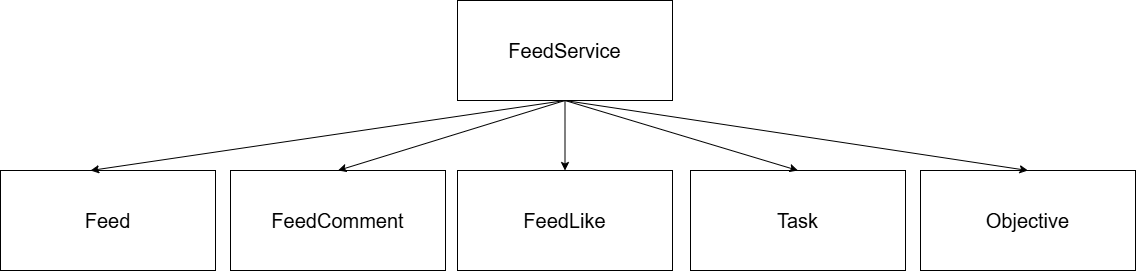 FeedService
Feed
FeedComment
FeedLike
Task
Objective